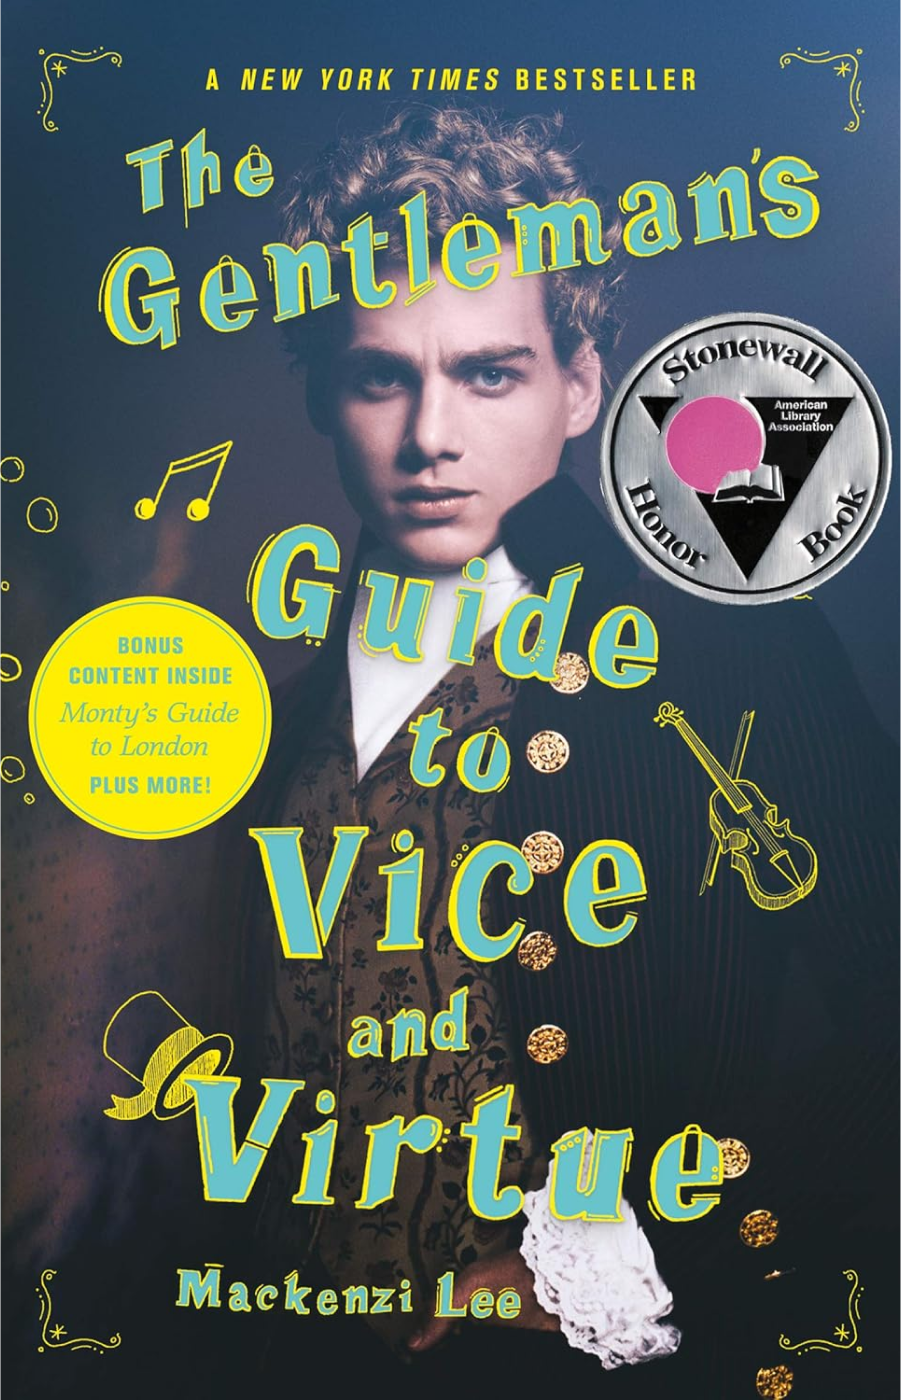 A NEW YORK TIMES BESTSELLER
The
Gentleman's
Stonewall
American
Library
Association
Honor
Book
Guide
BONUS
CONTENT INSIDE
Monty's Guide
to London
PLUS MORE!
to
Vice
and
Virtue
Mackenzi Lee